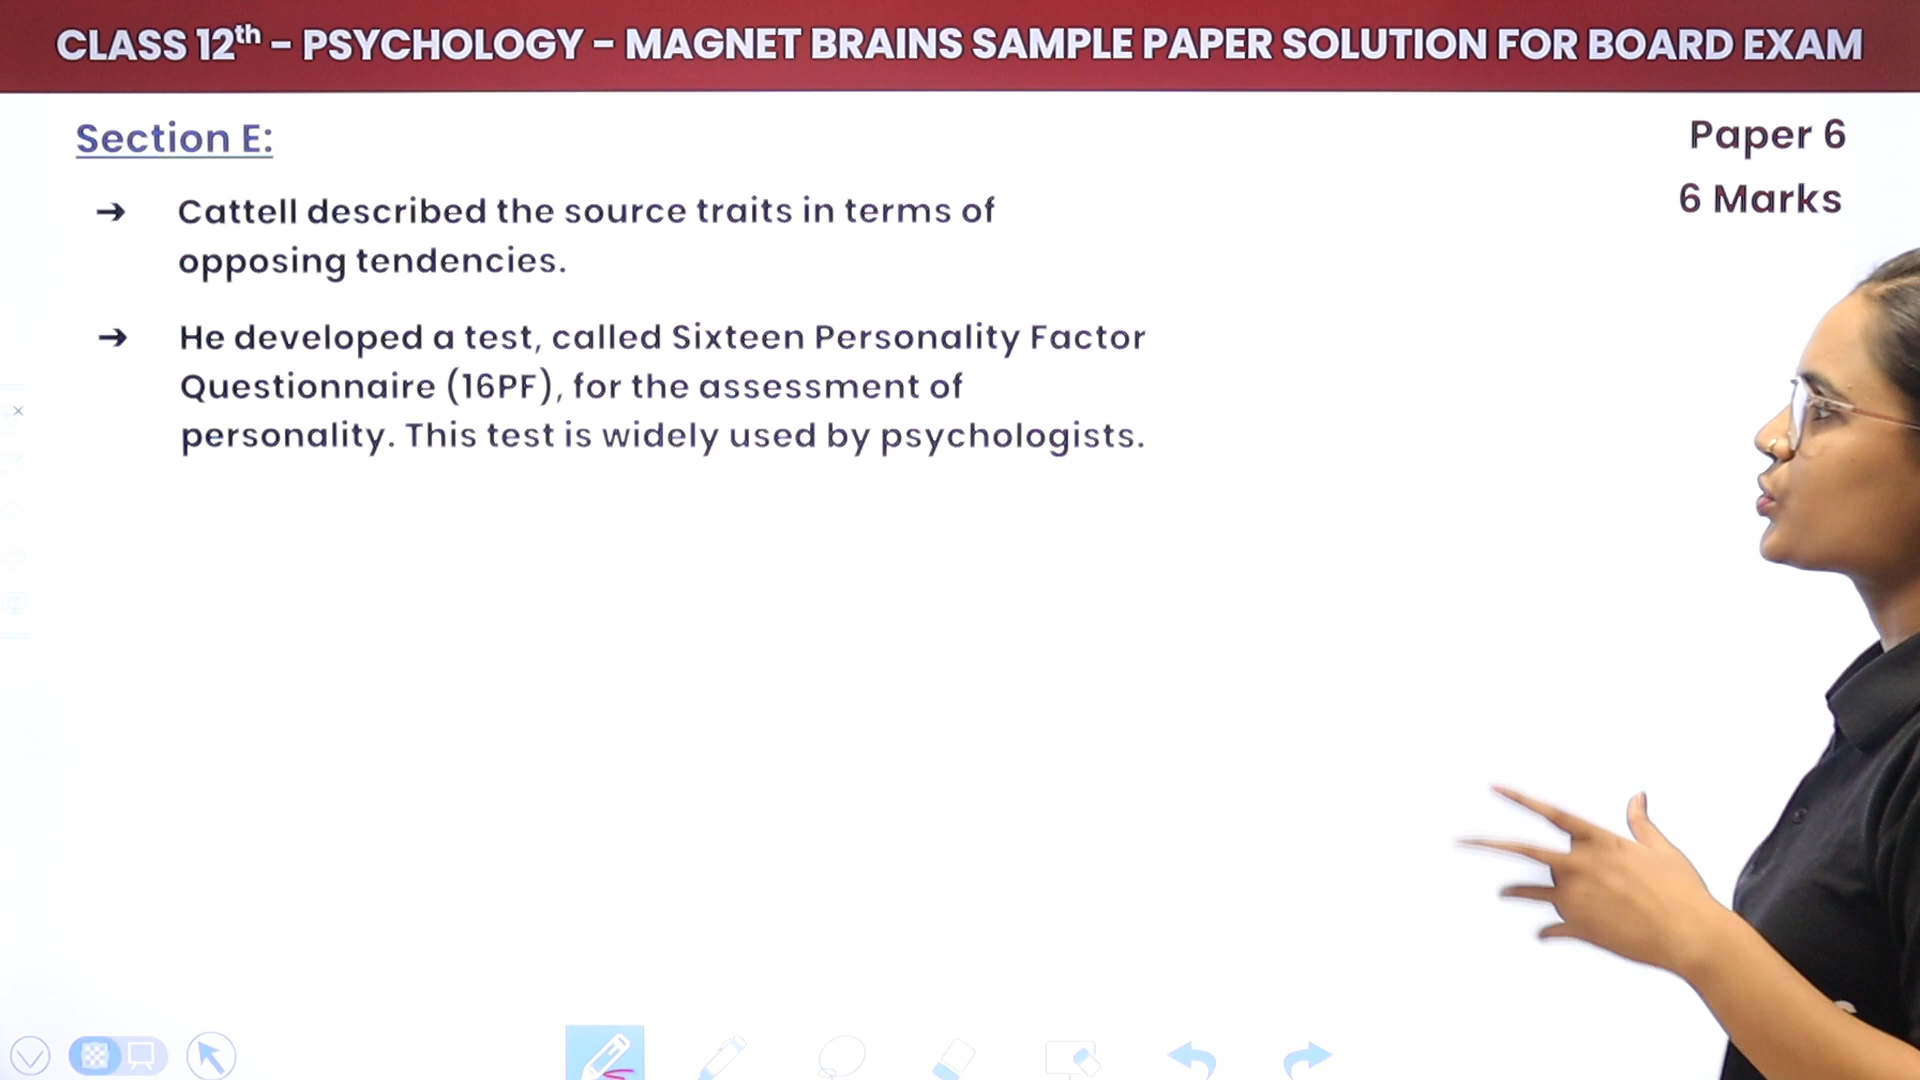 CLASS 12th – PSYCHOLOGY – MAGNET BRAINS SAMPLE PAPER SOLUTION FOR BOARD EXAM
Section E:
Paper 6
6 Marks
➔ Cattell described the source traits in terms of
opposing tendencies.
➔ He developed a test, called Sixteen Personality Factor
Questionnaire (16PF), for the assessment of
personality. This test is widely used by psychologists.